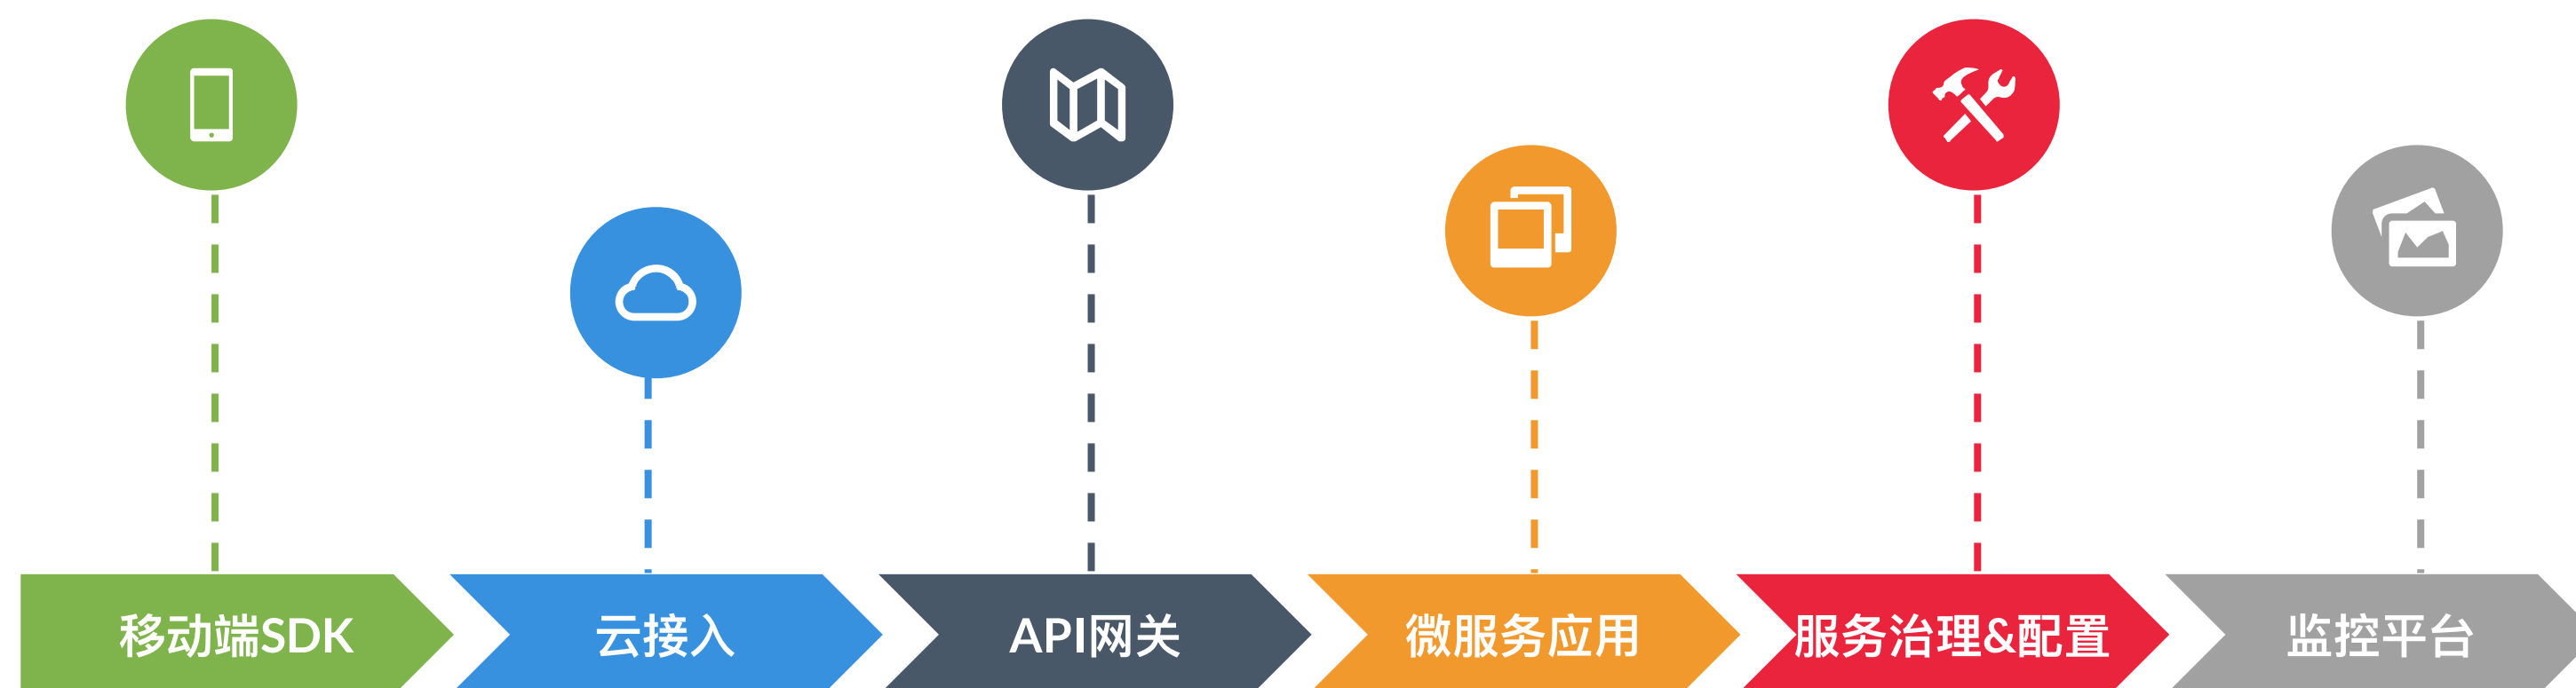 移动端SDK
云接入
API网关
微服务应用
服务治理&配置
监控平台